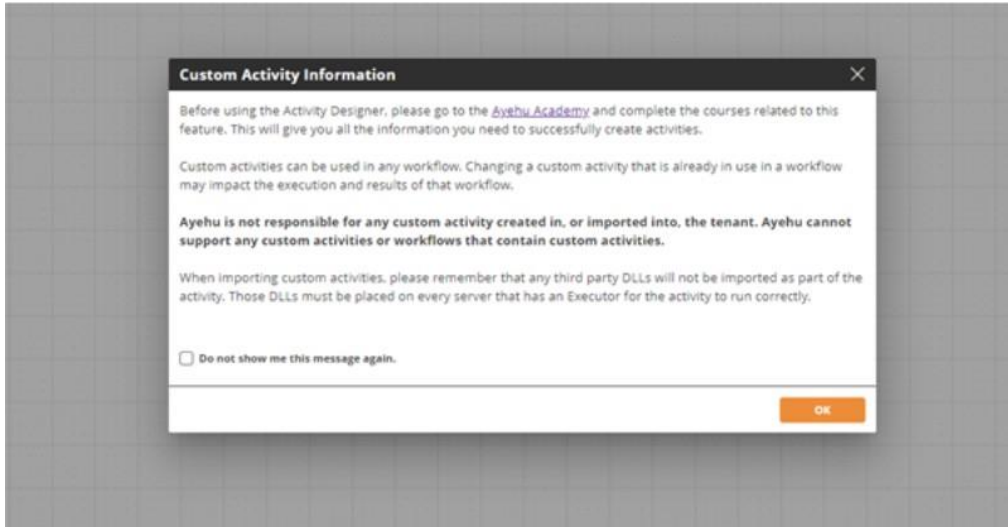 Custom Activity Information
Before using the Activity Designer, please go to the Ayehu Academy and complete the courses related to this
feature. This will give you all the information you need to successfully create activities.
Custom activities can be used in any workflow. Changing a custom activity that is already in use in a workflow
may impact the execution and results of that workflow.
Ayehu is not responsible for any custom activity created in, or imported into, the tenant. Ayehu cannot
support any custom activities or workflows that contain custom activities.
When importing custom activities, please remember that any third party DLLs will not be imported as part of the
activity. Those DLLs must be placed on every server that has an Executor for the activity to run correctly.
Do not show me this message again.
OK